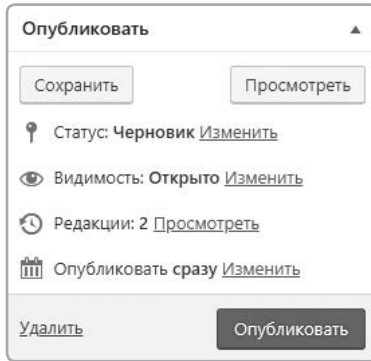 Опубликовать
Сохранить Просмотреть
Статус: Черновик Изменить
Видимость: Открыто Изменить
Редакции: 2 Просмотреть
Опубликовать сразу Изменить
Удалить Опубликовать